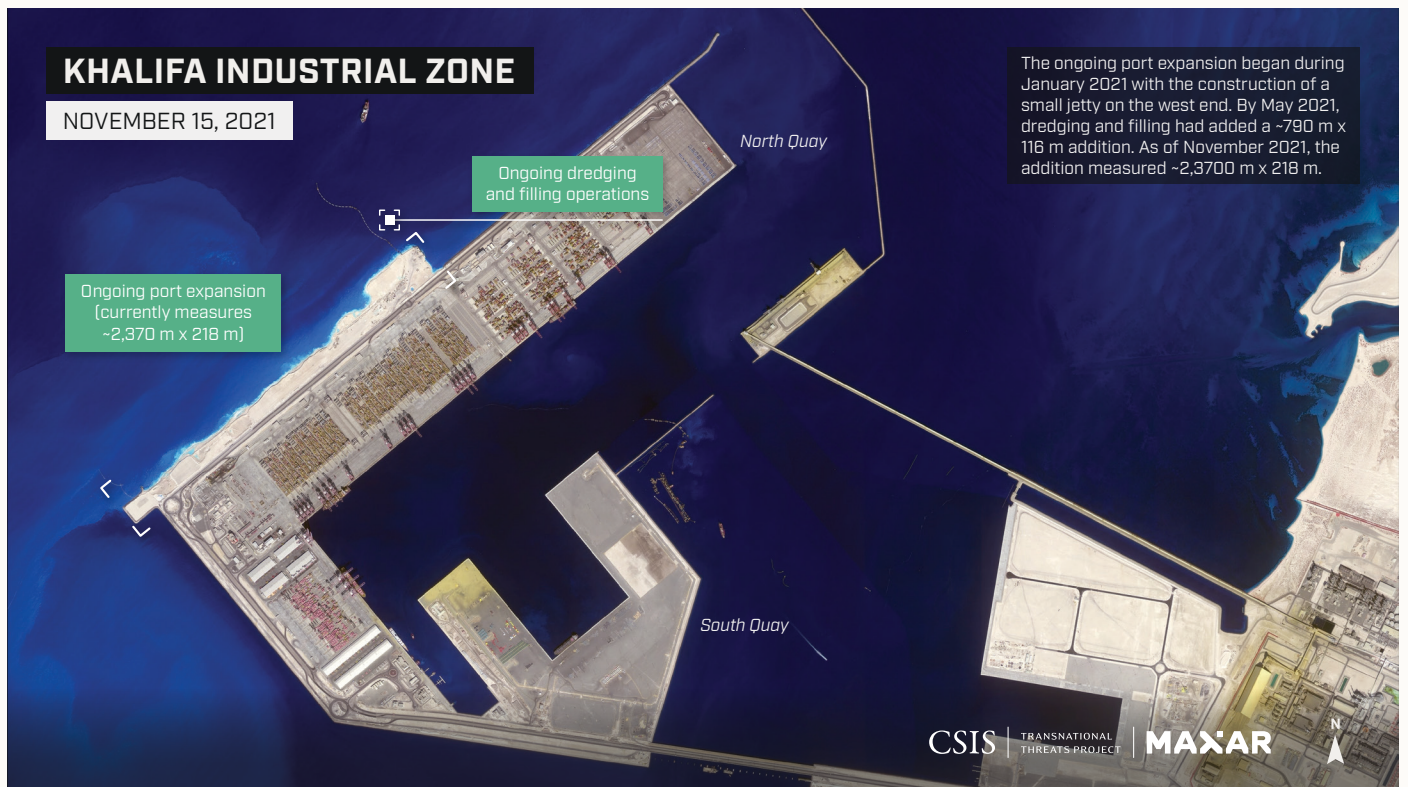 KHALIFA INDUSTRIAL ZONE
NOVEMBER 15, 2021
The ongoing port expansion began during
January 2021 with the construction of a
small jetty on the west end. By May 2021,
dredging and filling had added a ~790 m x
116 m addition. As of November 2021, the
addition measured ~2,3700 m x 218 m.
North Quay
Ongoing dredging
and filling operations
Ongoing port expansion
(currently measures
~2,370 m x 218 m)
South Quay
CSIS
TRANSNATIONAL
THREATS PROJECT
MAXAR
N